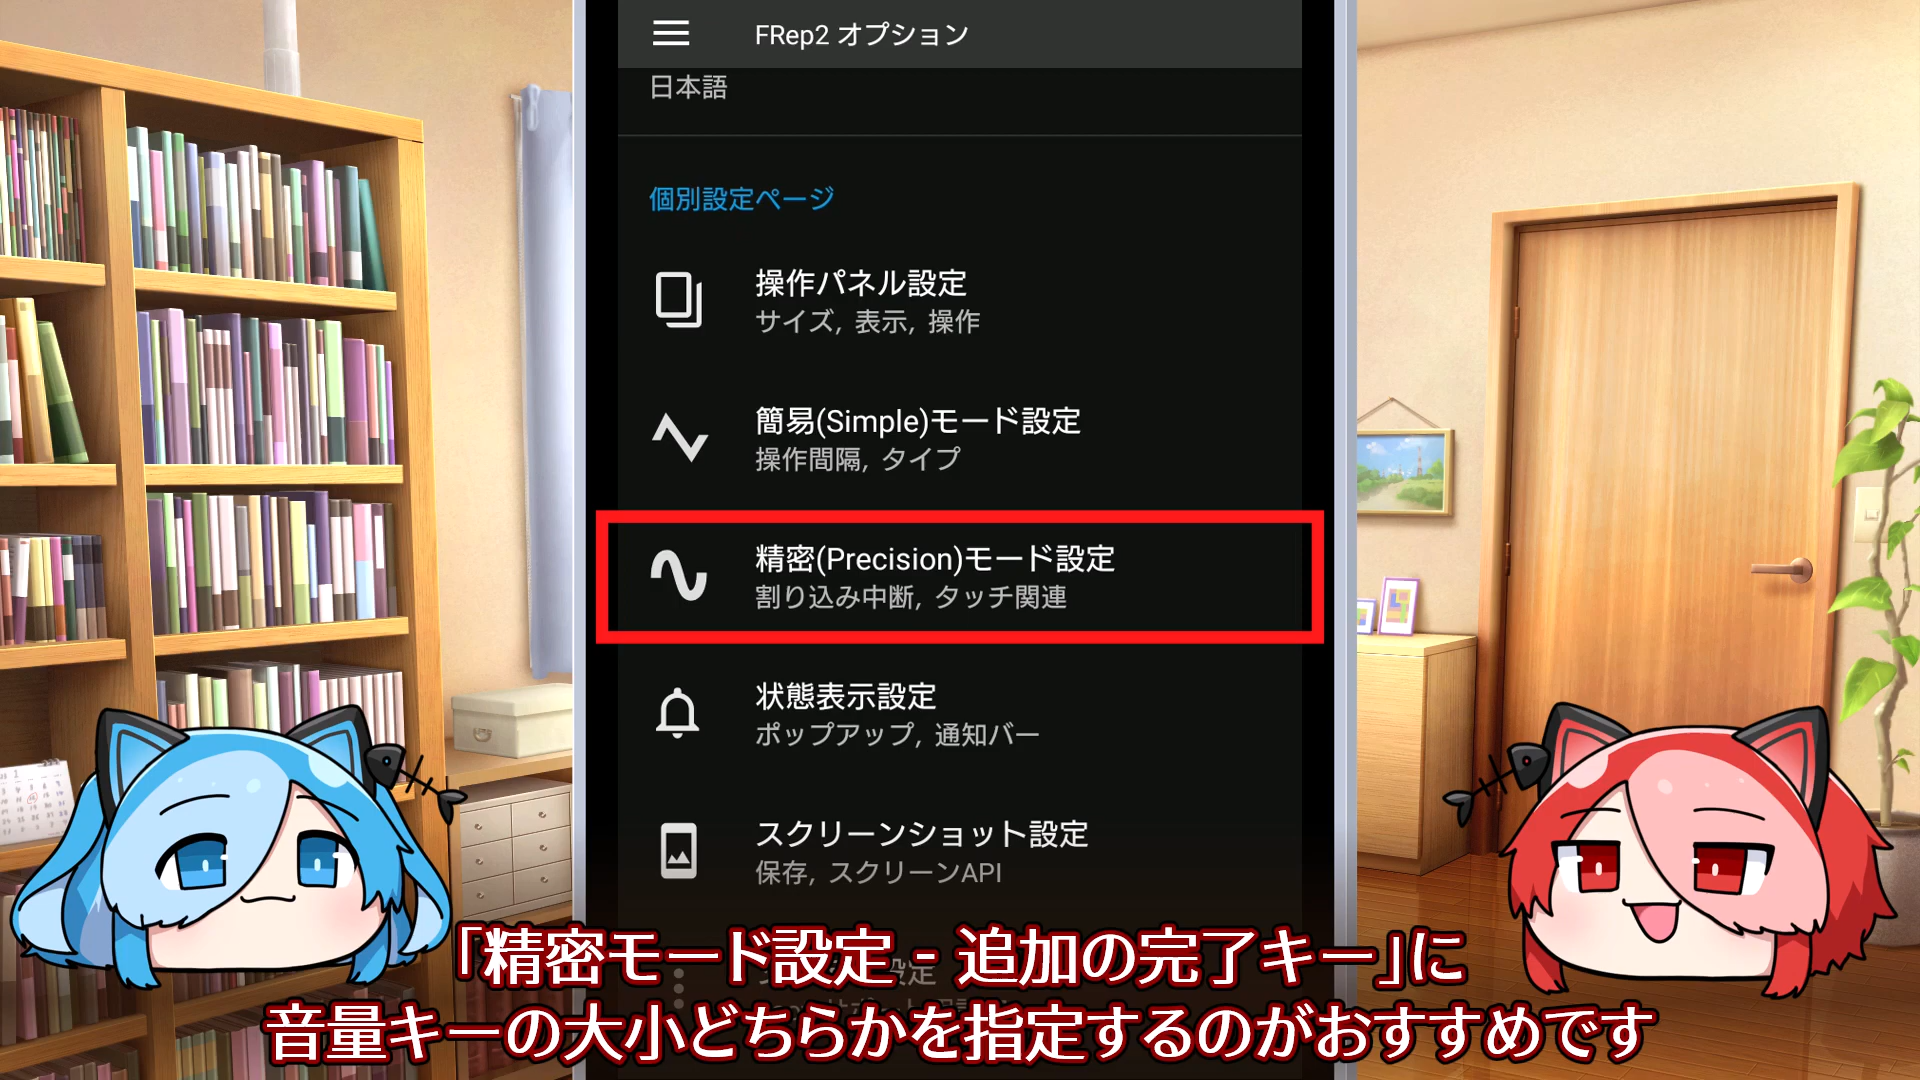 FRep2 オプション
日本語
個別設定ページ
操作パネル設定
サイズ, 表示, 操作
簡易(Simple)モード設定
操作間隔, タイプ
精密(Precision)モード設定
割り込み中断, タッチ関連
状態表示設定
ポップアップ, 通知バー
スクリーンショット設定
保存, スクリーンAPI
「精密モード設定 - 追加の完了キー」に
音量キーの大小どちらかを指定するのがおすすめです